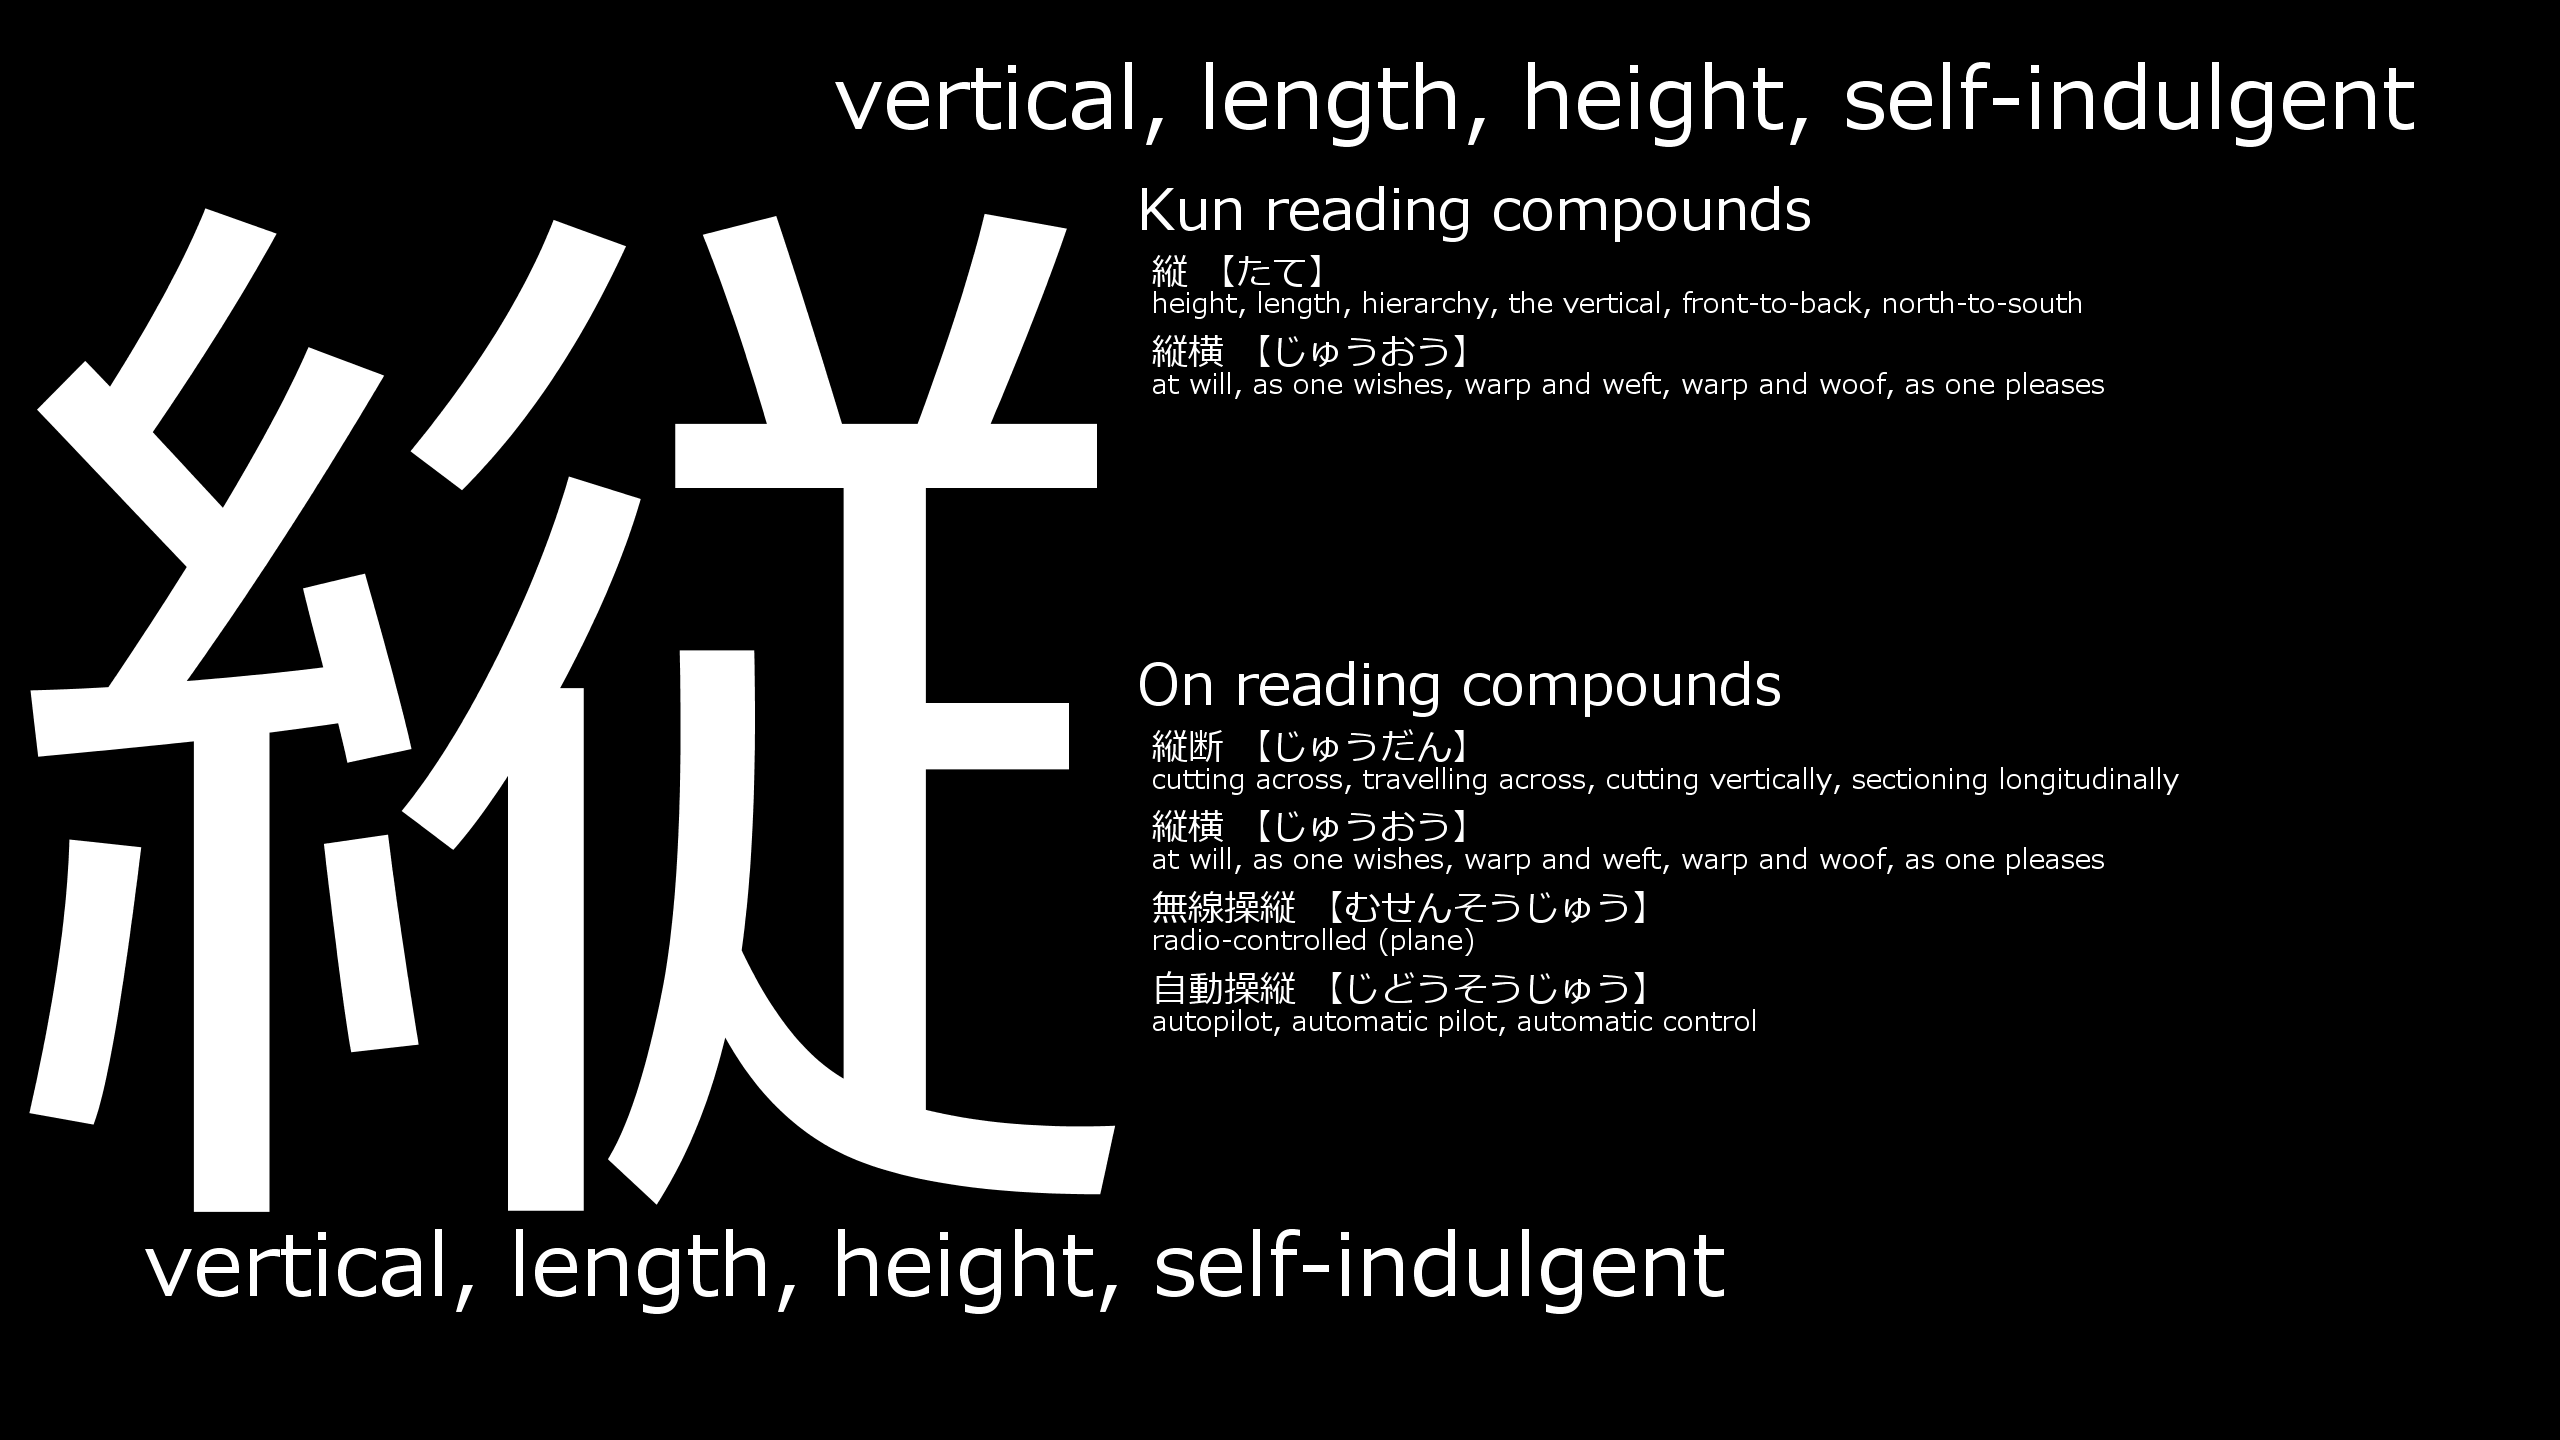 vertical, length, height, self-indulgent
縦
Kun reading compounds
縦 【たて】
height, length, hierarchy, the vertical, front-to-back, north-to-south
縦横 【じゅうおう】
at will, as one wishes, warp and weft, warp and woof, as one pleases
On reading compounds
縦断 【じゅうだん】
cutting across, travelling across, cutting vertically, sectioning longitudinally
縦横 【じゅうおう】
at will, as one wishes, warp and weft, warp and woof, as one pleases
無線操縦 【むせんそうじゅう】
radio-controlled (plane)
自動操縦 【じどうそうじゅう】
autopilot, automatic pilot, automatic control
vertical, length, height, self-indulgent